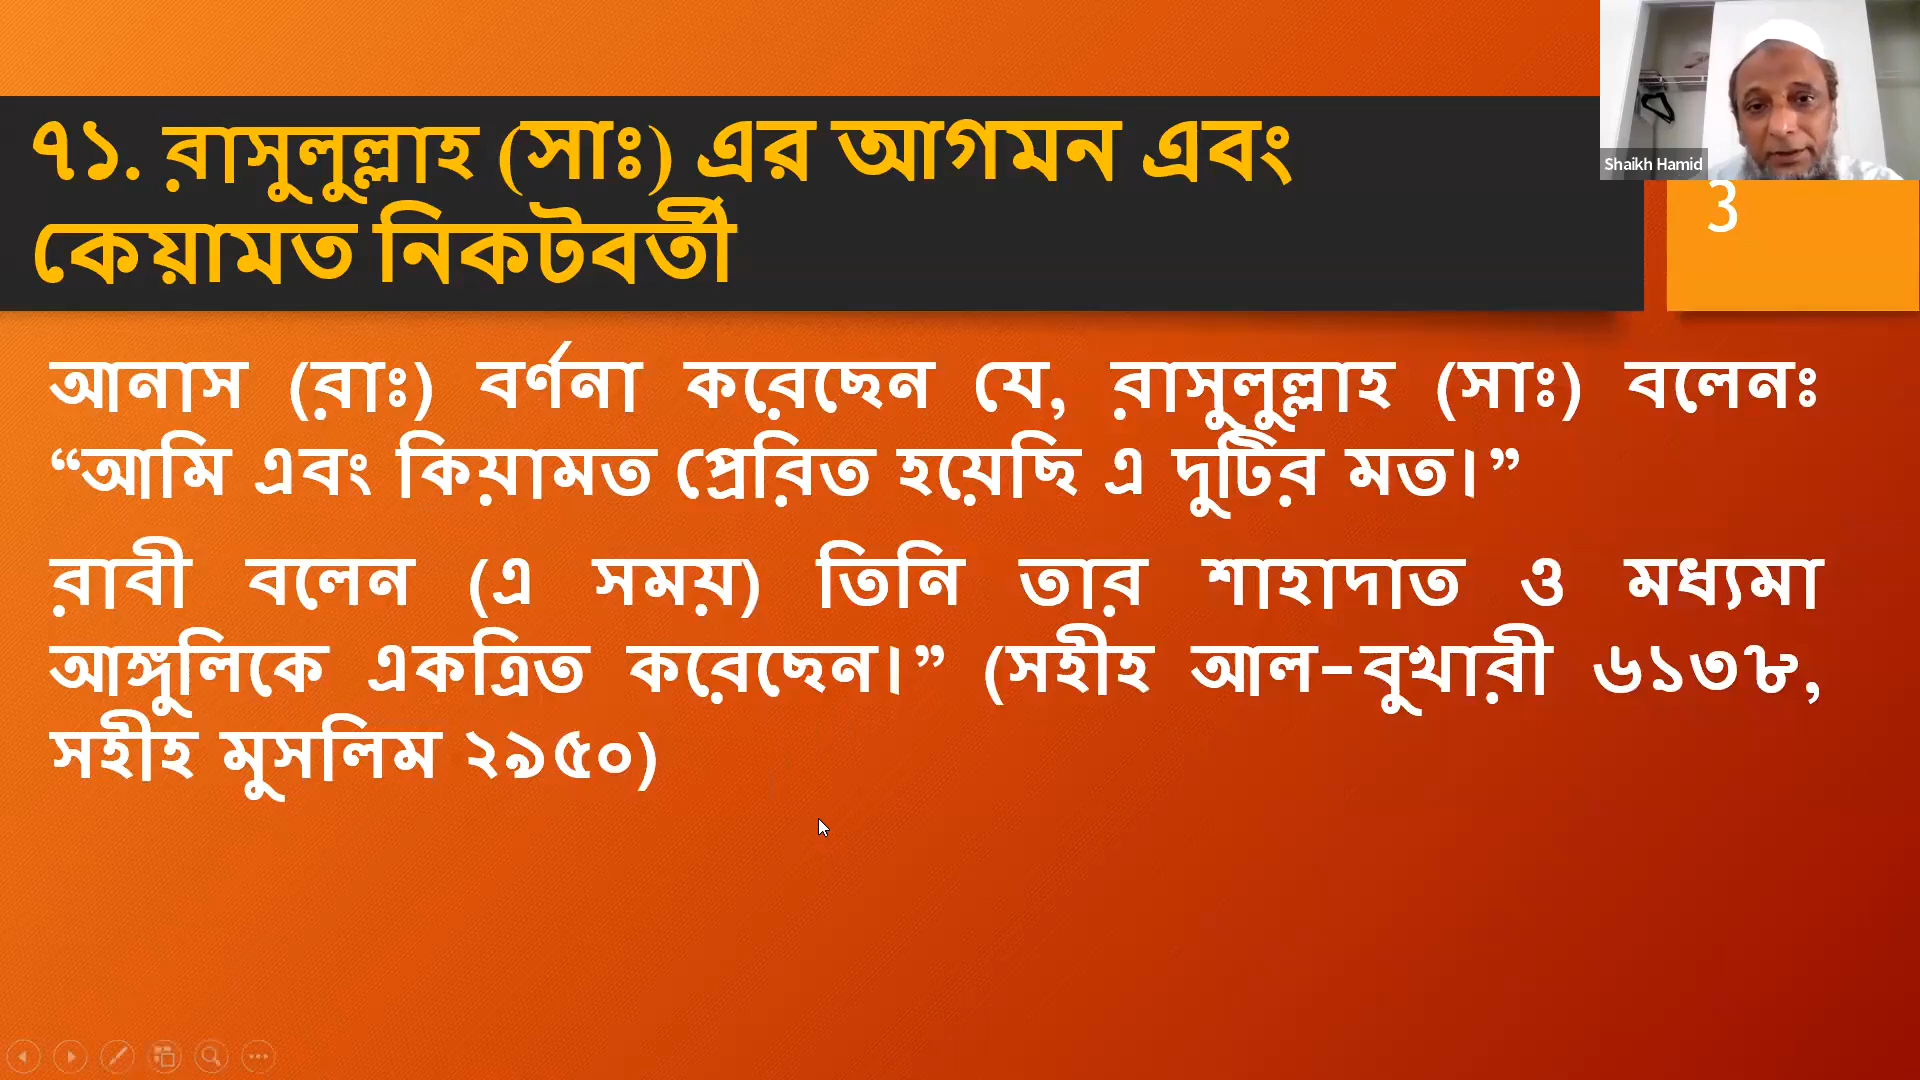 ৭১. রাসুলুল্লাহ (সাঃ) এর আগমন এবং
কেয়ামত নিকটবর্তী
Shaikh Hamid
3
আনাস (রাঃ) বর্ণনা করেছেন যে, রাসুলুল্লাহ (সাঃ) বলেনঃ
“আমি এবং কিয়ামত প্রেরিত হয়েছি এ দুটির মত।”
রাবী বলেন (এ সময়) তিনি তার শাহাদাত ও মধ্যমা
আঙ্গুলিকে একত্রিত করেছেন।” (সহীহ আল-বুখারী ৬১৩৮,
সহীহ মুসলিম ২৯৫০)